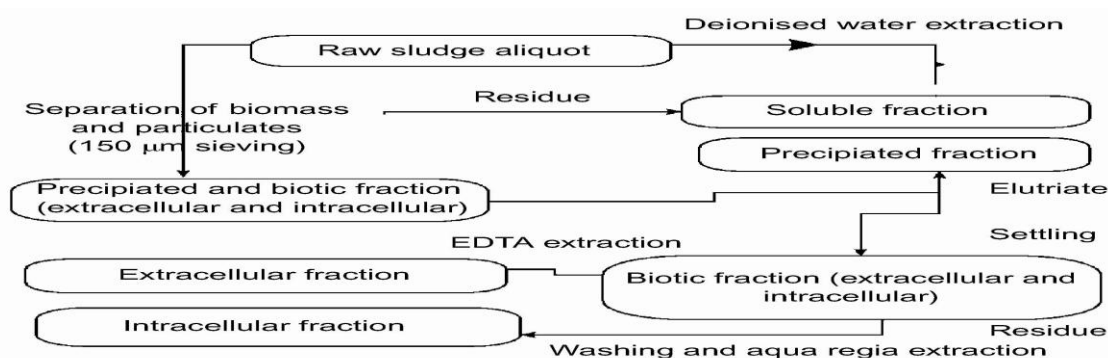 Deionised water extraction
Raw sludge aliquot
Residue
Separation of biomass
and particulates
(150 μm sieving)
Soluble fraction
Precipiated fraction
Precipiated and biotic fraction
(extracellular and intracellular)
Elutriate
Settling
EDTA extraction
Extracellular fraction
Biotic fraction (extracellular and
intracellular)
Intracellular fraction
Residue
Washing and aqua regia extraction